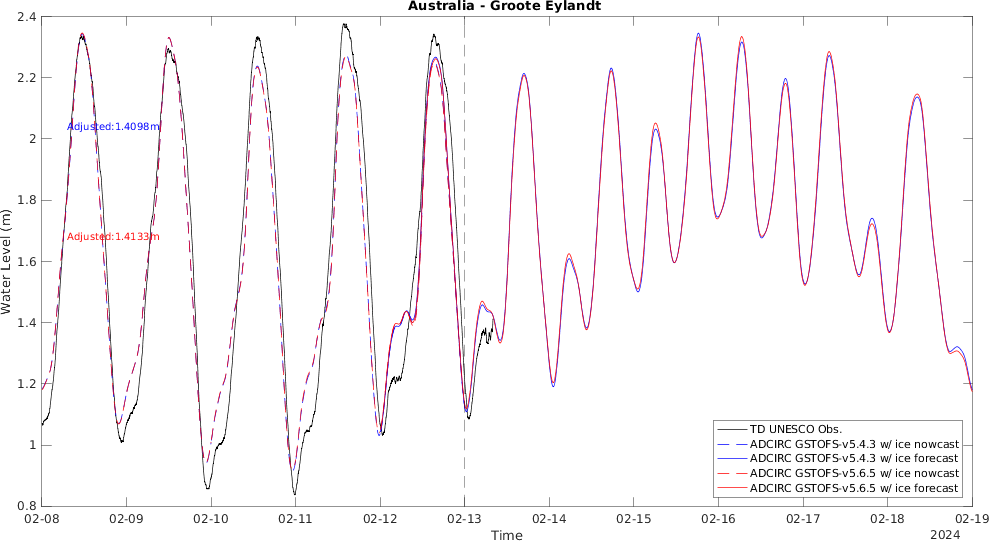 Australia - Groote Eylandt
2.4
2.2
2
1.8
1.6
1.4
1.2
1
0.8
Water Level (m)
Adjusted:1.4098m
Adjusted:1.4133m
TD UNESCO Obs.
ADCIRC GSTOFS-v5.4.3 w/ ice nowcast
ADCIRC GSTOFS-v5.4.3 w/ ice forecast
ADCIRC GSTOFS-v5.6.5 w/ ice nowcast
ADCIRC GSTOFS-v5.6.5 w/ ice forecast
02-08 02-09 02-10 02-11 02-12 02-13 02-14 02-15 02-16 02-17 02-18 02-19
Time
2024